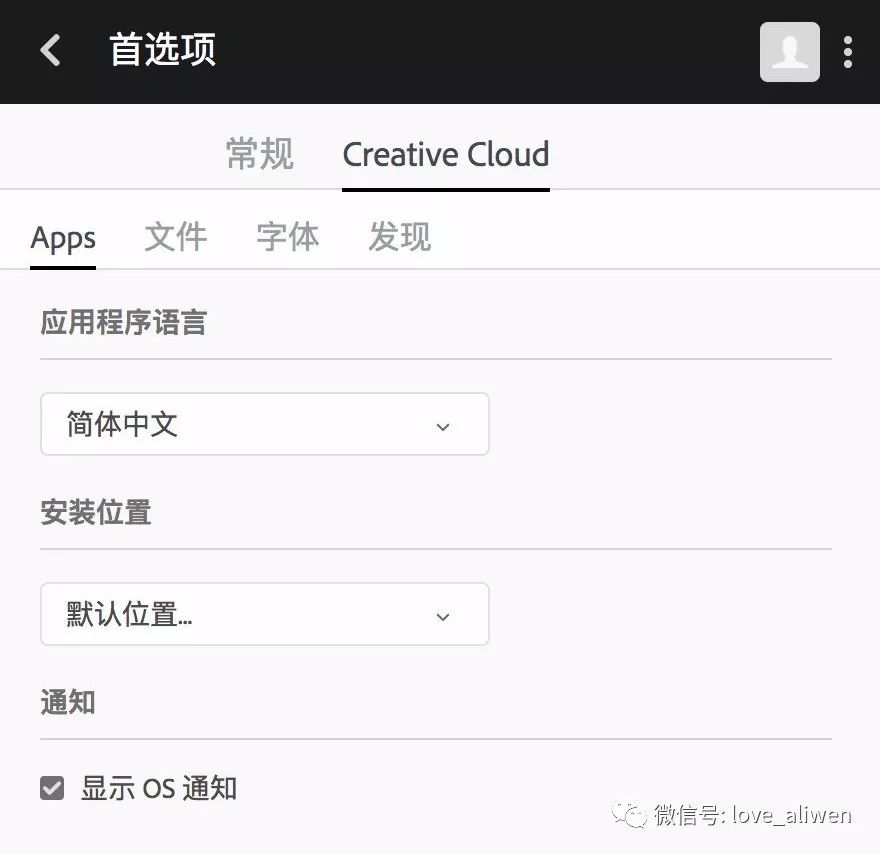 首选项
常规 Creative Cloud
Apps 文件 字体 发现
应用程序语言
简体中文
安装位置
默认位置...
通知
显示 OS 通知
微信号: love_aliwen